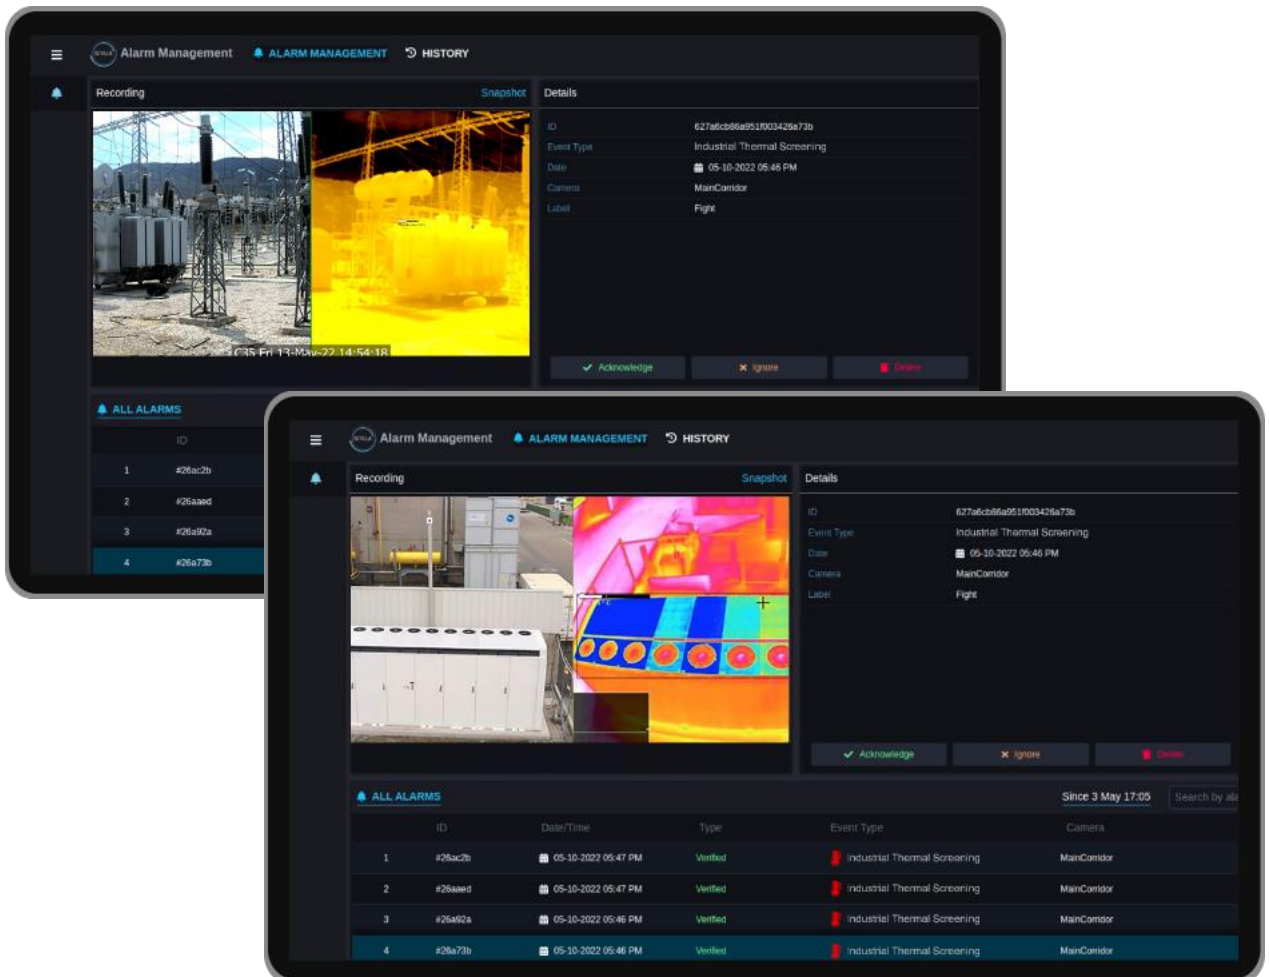 SCYLLA Alarm Management ALARM MANAGEMENT HISTORY
Recording Snapshot Details
ID 627a6cb86a951f003426a73b
Event Type Industrial Thermal Screening
Date 05-10-2022 05:46 PM
Camera MainCorridor
Label Fight
C35 Fri 13-May-22 14:54:18
Acknowledge Ignore Delete
ALL ALARMS
ID
1 #26ac2b
2 #26aaed
3 #26a92a
4 #26a73b
SCYLLA Alarm Management ALARM MANAGEMENT HISTORY
Recording Snapshot Details
ID 627a6cb86a951f003426a73b
Event Type Industrial Thermal Screening
Date 05-10-2022 05:46 PM
Camera MainCorridor
Label Fight
Acknowledge Ignore Delete
ALL ALARMS Since 3 May 17:05 Search by ala
ID Date/Time Type Event Type Camera
1 #26ac2b 05-10-2022 05:47 PM Verified Industrial Thermal Screening MainCorridor
2 #26aaed 05-10-2022 05:47 PM Verified Industrial Thermal Screening MainCorridor
3 #26a92a 05-10-2022 05:46 PM Verified Industrial Thermal Screening MainCorridor
4 #26a73b 05-10-2022 05:46 PM Verified Industrial Thermal Screening MainCorridor